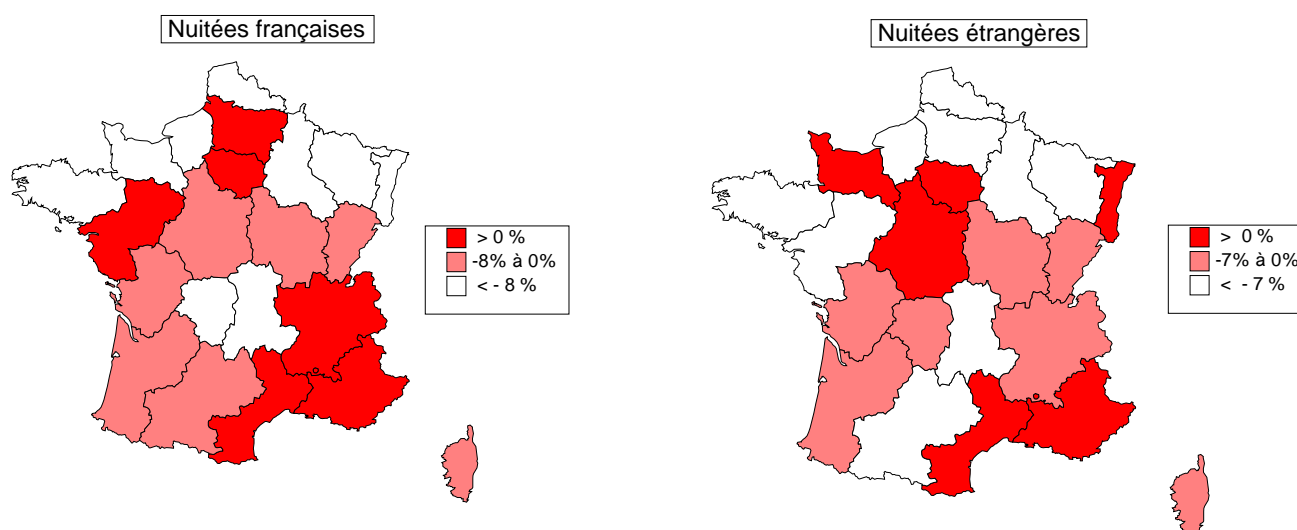 Nuitées françaises
> 0 %
-8% à 0%
< - 8 %
Nuitées étrangères
> 0 %
-7% à 0%
< - 7 %